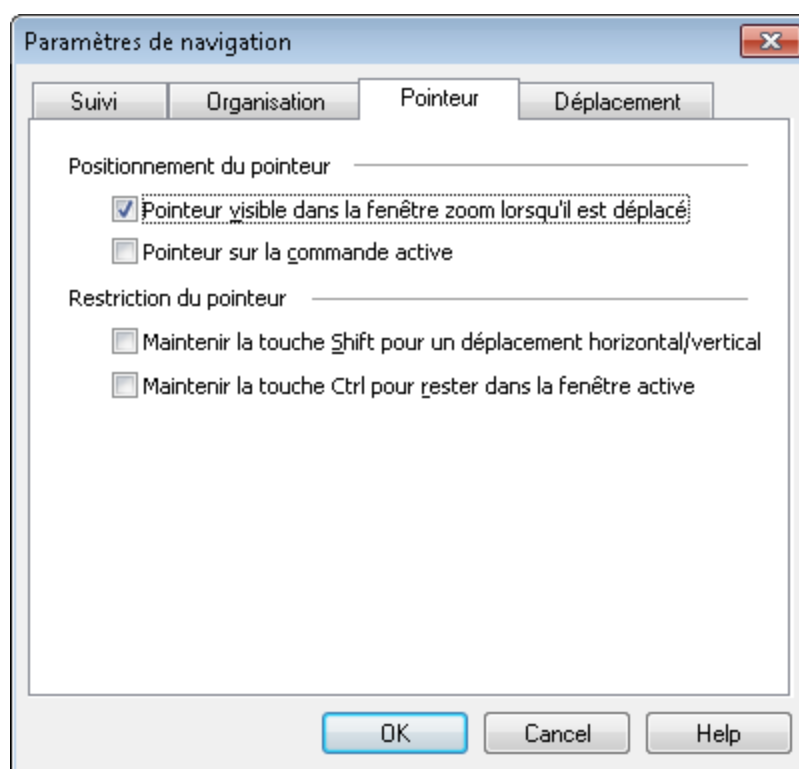 Paramètres de navigation
Suivi Organisation Pointeur Déplacement
Positionnement du pointeur
Pointeur visible dans la fenêtre zoom lorsqu'il est déplacé
Pointeur sur la commande active
Restriction du pointeur
Maintenir la touche Shift pour un déplacement horizontal/vertical
Maintenir la touche Ctrl pour rester dans la fenêtre active
OK Cancel Help